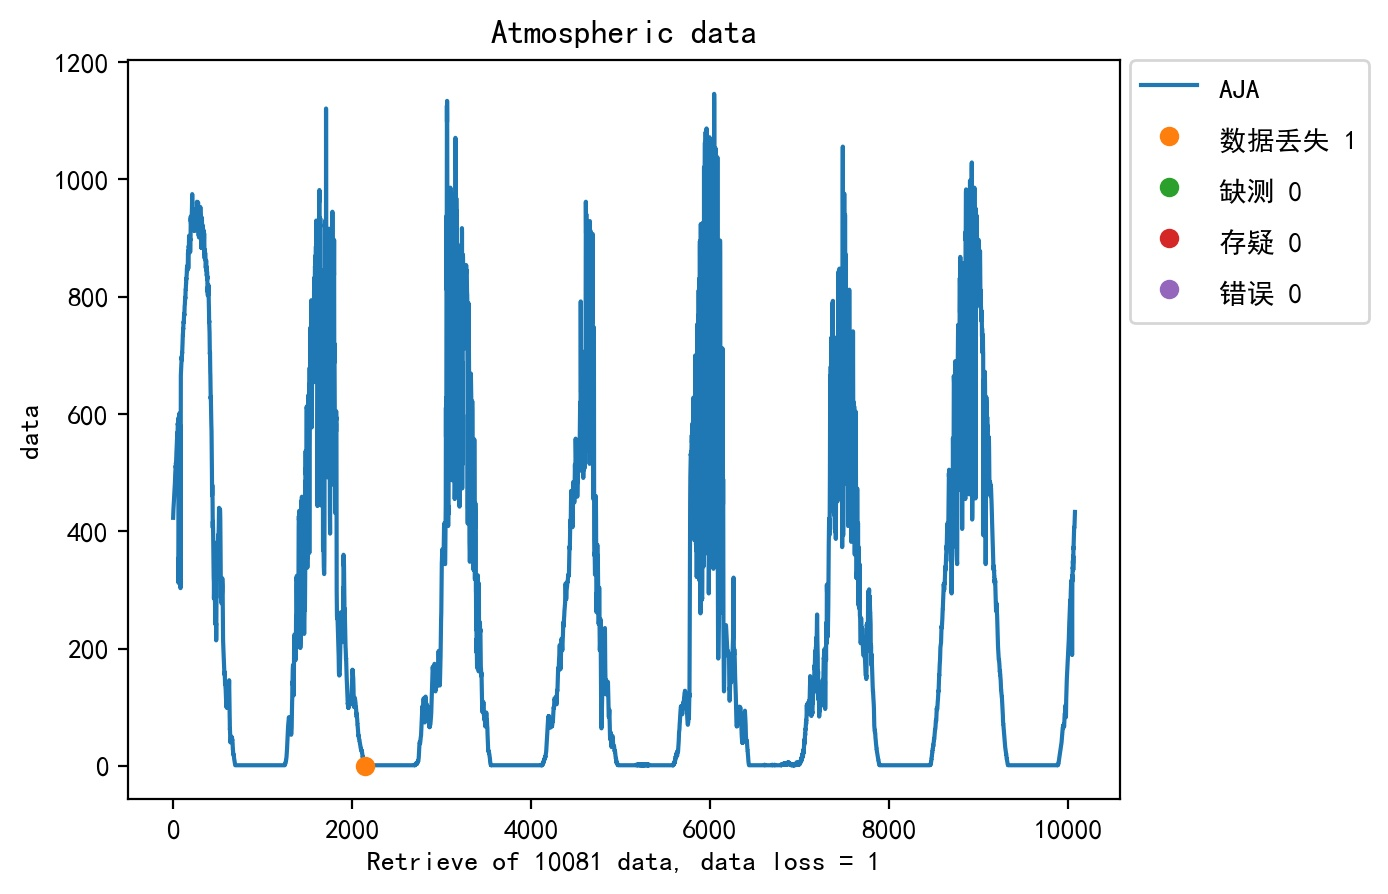 Atmospheric data
1200
1000
800
600
400
200
0
data
0 2000 4000 6000 8000 10000
Retrieve of 10081 data, data loss = 1
AJA
数据丢失 1
缺测 0
存疑 0
错误 0